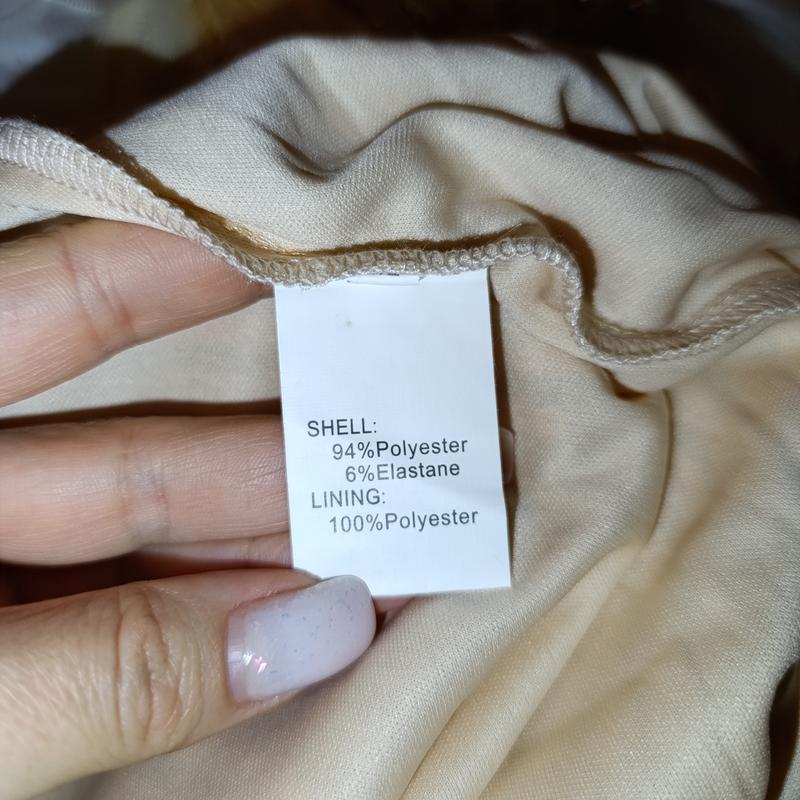 SHELL:
94%Polyester
6%Elastane
LINING:
100%Polyester